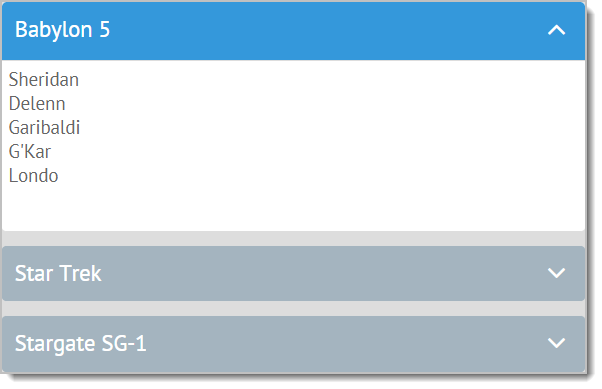 Babylon 5
Sheridan
Delenn
Garibaldi
G'Kar
Londo
Star Trek
Stargate SG-1